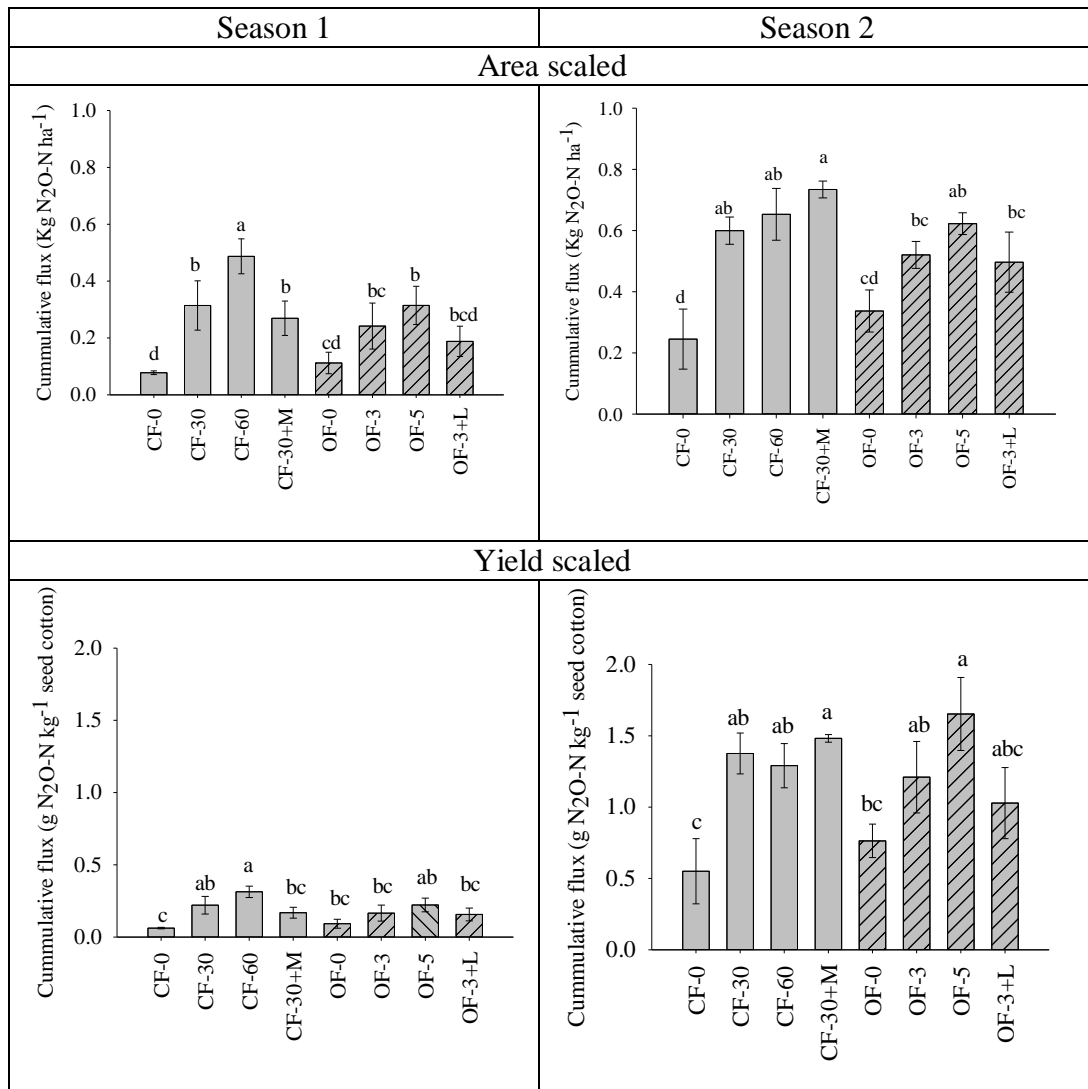 Season 1
Season 2
Area scaled
Cummulative flux (Kg N2O-N ha-1)
1.0
0.8
0.6
0.4
0.2
0.0
d
b
a
b
cd
bc
b
bcd
CF-0
CF-30
CF-60
CF-30+M
OF-0
OF-3
OF-5
OF-3+L
Cummulative flux (Kg N2O-N ha-1)
1.0
0.8
0.6
0.4
0.2
0.0
d
ab
ab
a
cd
bc
ab
bc
CF-0
CF-30
CF-60
CF-30+M
OF-0
OF-3
OF-5
OF-3+L
Yield scaled
Cummulative flux (g N2O-N kg-1 seed cotton)
2.0
1.5
1.0
0.5
0.0
c
ab
a
bc
bc
bc
ab
bc
CF-0
CF-30
CF-60
CF-30+M
OF-0
OF-3
OF-5
OF-3+L
Cummulative flux (g N2O-N kg-1 seed cotton)
2.0
1.5
1.0
0.5
0.0
c
ab
ab
a
bc
ab
a
abc
CF-0
CF-30
CF-60
CF-30+M
OF-0
OF-3
OF-5
OF-3+L